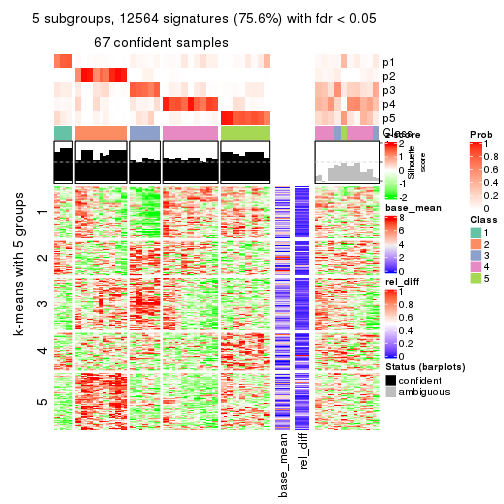 5 subgroups, 12564 signatures (75.6%) with fdr < 0.05
67 confident samples
p1
p2
p3
p4
p5
Class
k-means with 5 groups
1
2
3
4
5
base_mean
rel_diff
1
0.5
0
Silhouette
score
z-score
2
1
0
-1
-2
base_mean
8
6
4
2
0
rel_diff
1
0.8
0.6
0.4
0.2
0
Status (barplots)
confident
ambiguous
Prob
1
0.8
0.6
0.4
0.2
0
Class
1
2
3
4
5